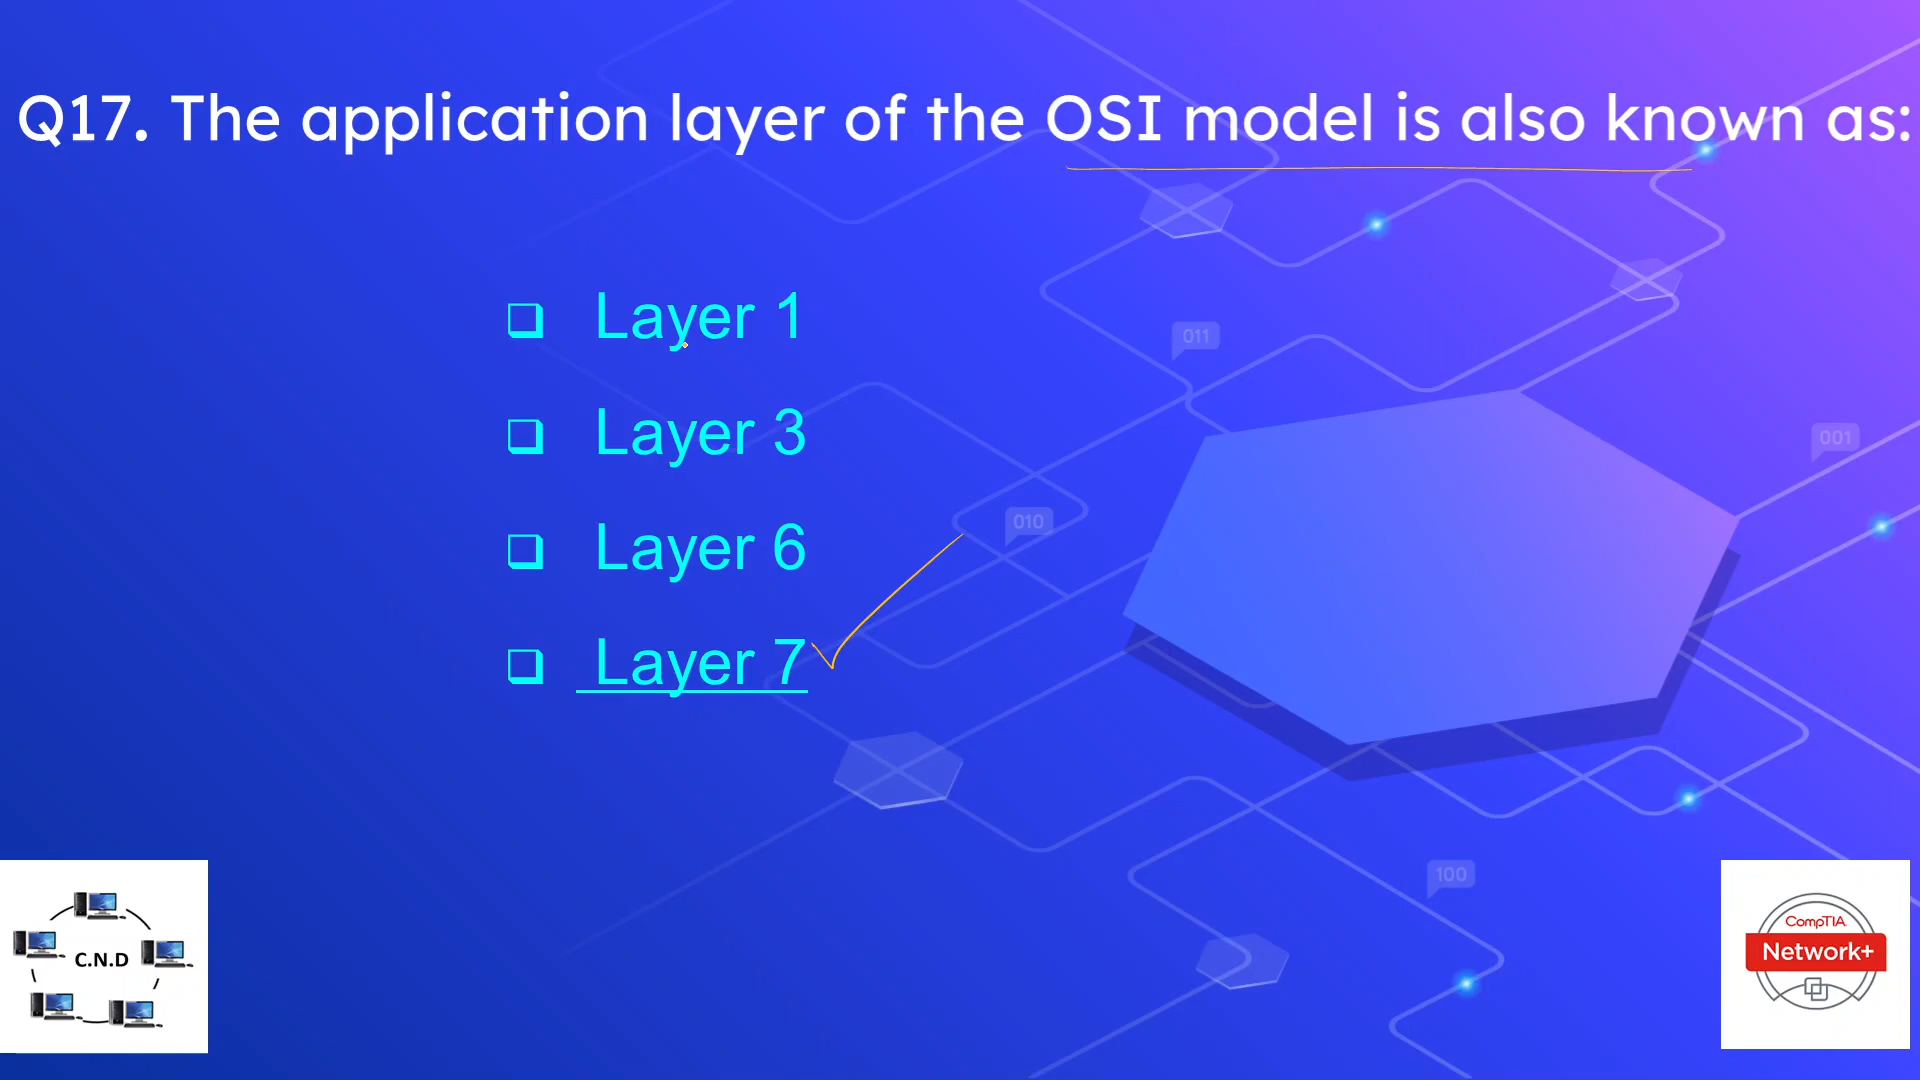 Q17. The application layer of the OSI model is also known as:
Layer 1
011
Layer 3
001
010
Layer 6
Layer 7
100
C.N.D
CompTIA
Network+